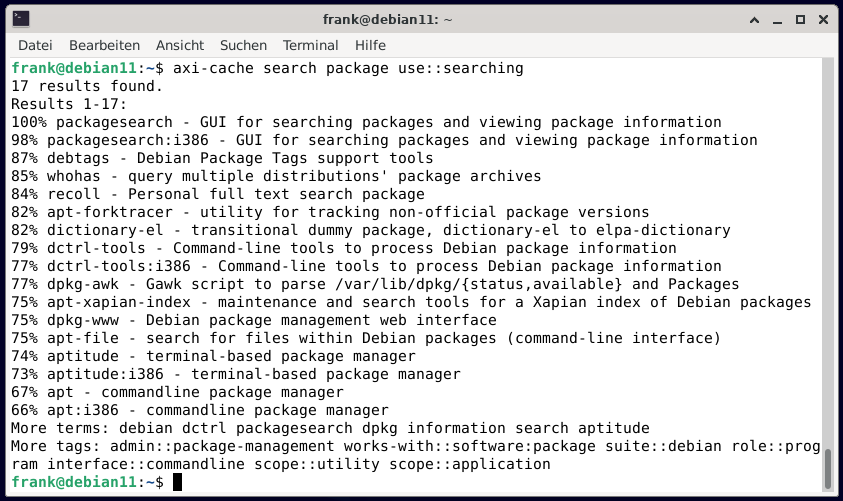 frank@debian11: ~
Datei Bearbeiten Ansicht Suchen Terminal Hilfe
frank@debian11:~$ axi-cache search package use::searching
17 results found.
Results 1-17:
100% packagesearch - GUI for searching packages and viewing package information
98% packagesearch:i386 - GUI for searching packages and viewing package information
87% debtags - Debian Package Tags support tools
85% whohas - query multiple distributions' package archives
84% recoll - Personal full text search package
82% apt-forktracer - utility for tracking non-official package versions
82% dictionary-el - transitional dummy package, dictionary-el to elpa-dictionary
79% dctrl-tools - Command-line tools to process Debian package information
77% dctrl-tools:i386 - Command-line tools to process Debian package information
77% dpkg-awk - Gawk script to parse /var/lib/dpkg/{status,available} and Packages
75% apt-xapian-index - maintenance and search tools for a Xapian index of Debian packages
75% dpkg-www - Debian package management web interface
75% apt-file - search for files within Debian packages (command-line interface)
74% aptitude - terminal-based package manager
73% aptitude:i386 - terminal-based package manager
67% apt - commandline package manager
66% apt:i386 - commandline package manager
More terms: debian dctrl packagesearch dpkg information search aptitude
More tags: admin::package-management works-with::software:package suite::debian role::prog
ram interface::commandline scope::utility scope::application
frank@debian11:~$